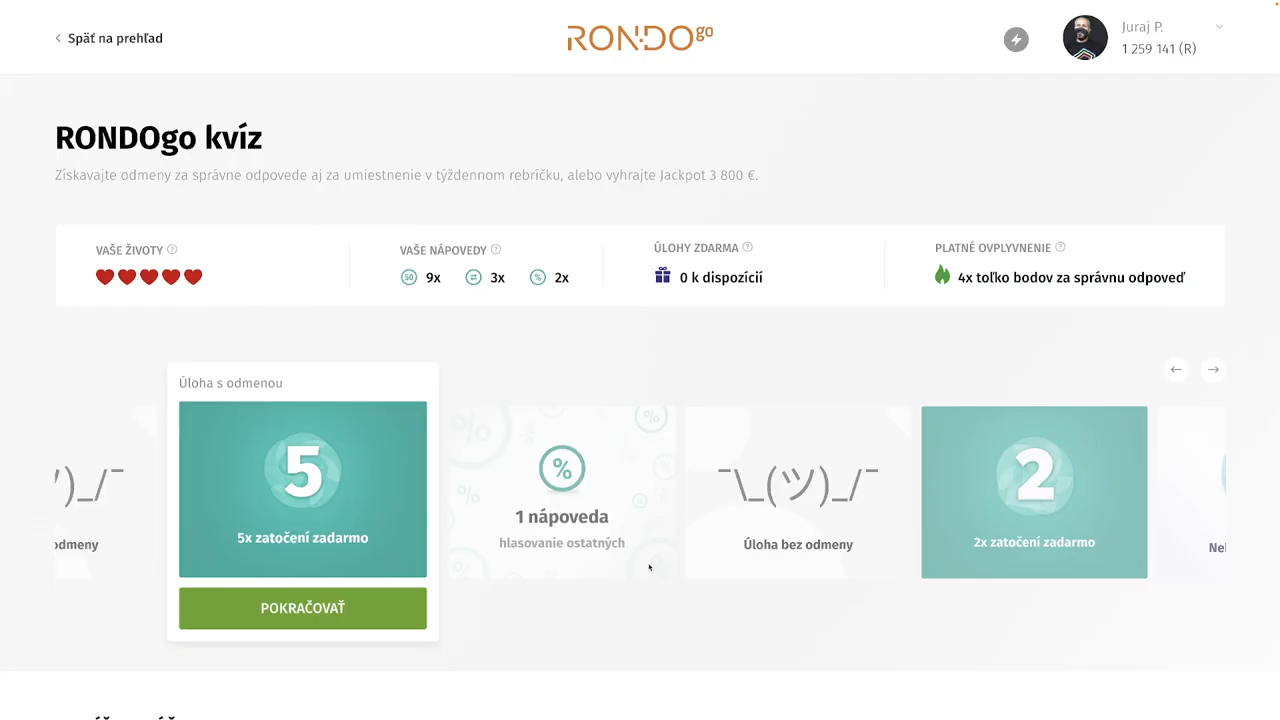 Späť na prehľad
RONDOgo
Juraj P.
1 259 141 (R)
RONDOgo kvíz
Získavajte odmeny za správne odpovede aj za umiestnenie v týždennom rebríčku, alebo vyhrajte Jackpot 3 800 €.
VAŠE ŽIVOTY ?
VAŠE NÁPOVEDY ?
50 9x 3x % 2x
ÚLOHY ZDARMA ?
0 k dispozícií
PLATNÉ OVPLYVNENIE ?
4x toľko bodov za správnu odpoveď
ツ)_/¯
odmeny
Úloha s odmenou
5
5x zatočení zadarmo
POKRAČOVAŤ
%
1 nápoveda
hlasovanie ostatných
¯\_(ツ)_/¯
Úloha bez odmeny
2
2x zatočení zadarmo